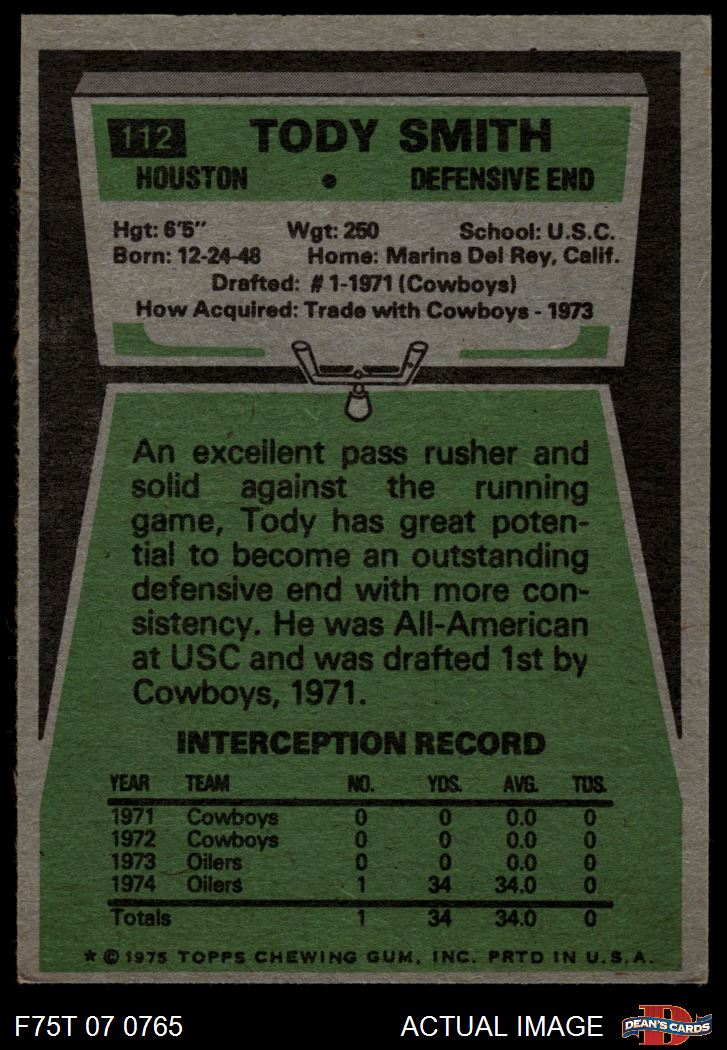 112 TODY SMITH
HOUSTON • DEFENSIVE END
Hgt: 6'5" Wgt: 250 School: U.S.C.
Born: 12-24-48 Home: Marina Del Rey, Calif.
Drafted: #1-1971 (Cowboys)
How Acquired: Trade with Cowboys - 1973
An excellent pass rusher and
solid against the running
game, Tody has great poten-
tial to become an outstanding
defensive end with more con-
sistency. He was All-American
at USC and was drafted 1st by
Cowboys, 1971.
INTERCEPTION RECORD
YEAR TEAM NO. YDS. AVG. TDS.
1971 Cowboys 0 0 0.0 0
1972 Cowboys 0 0 0.0 0
1973 Oilers 0 0 0.0 0
1974 Oilers 1 34 34.0 0
Totals 1 34 34.0 0
* © 1975 TOPPS CHEWING GUM, INC. PRTD IN U.S.A.
F75T 07 0765 ACTUAL IMAGE DEAN'S CARDS